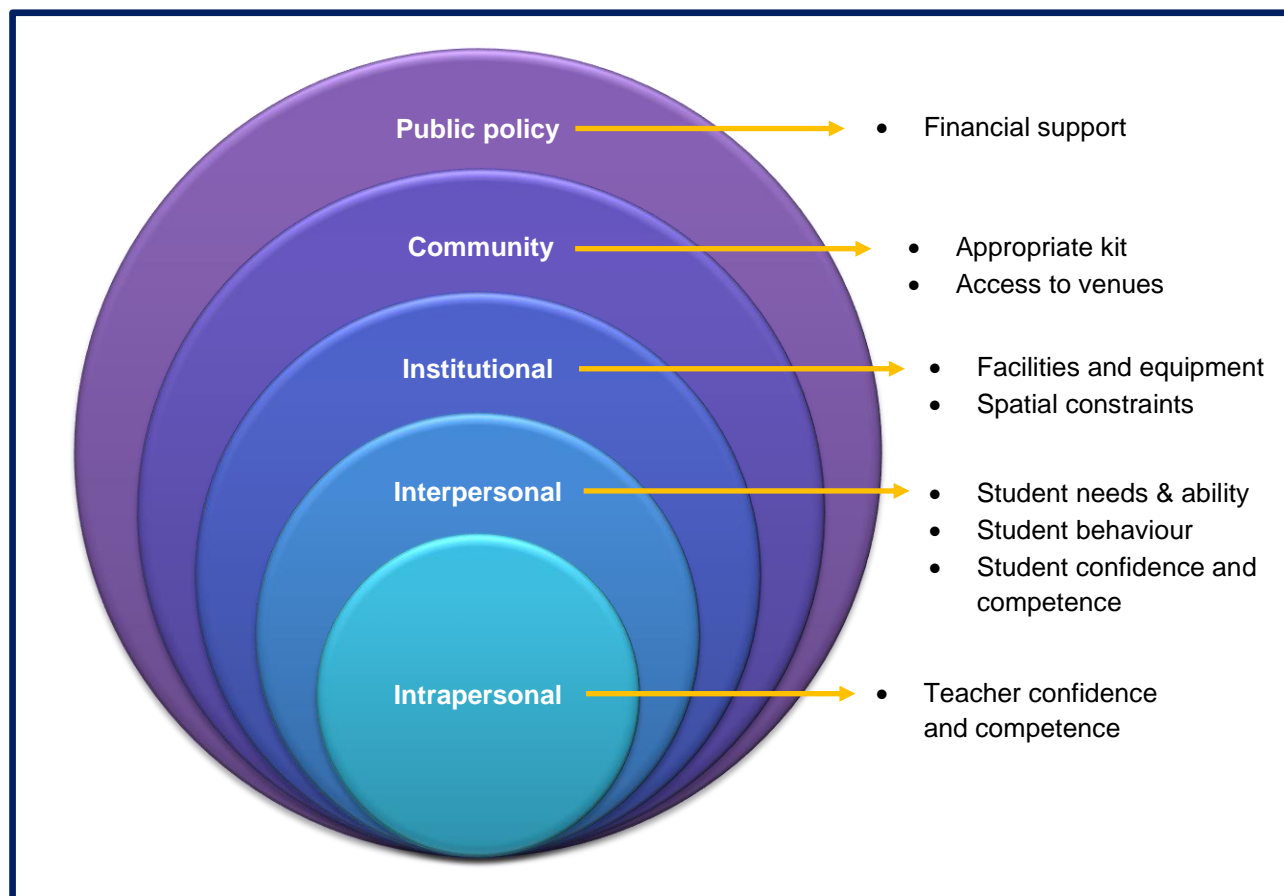 Public policy
• Financial support
Community
• Appropriate kit
• Access to venues
Institutional
• Facilities and equipment
• Spatial constraints
Interpersonal
• Student needs & ability
• Student behaviour
• Student confidence and
competence
Intrapersonal
• Teacher confidence
and competence